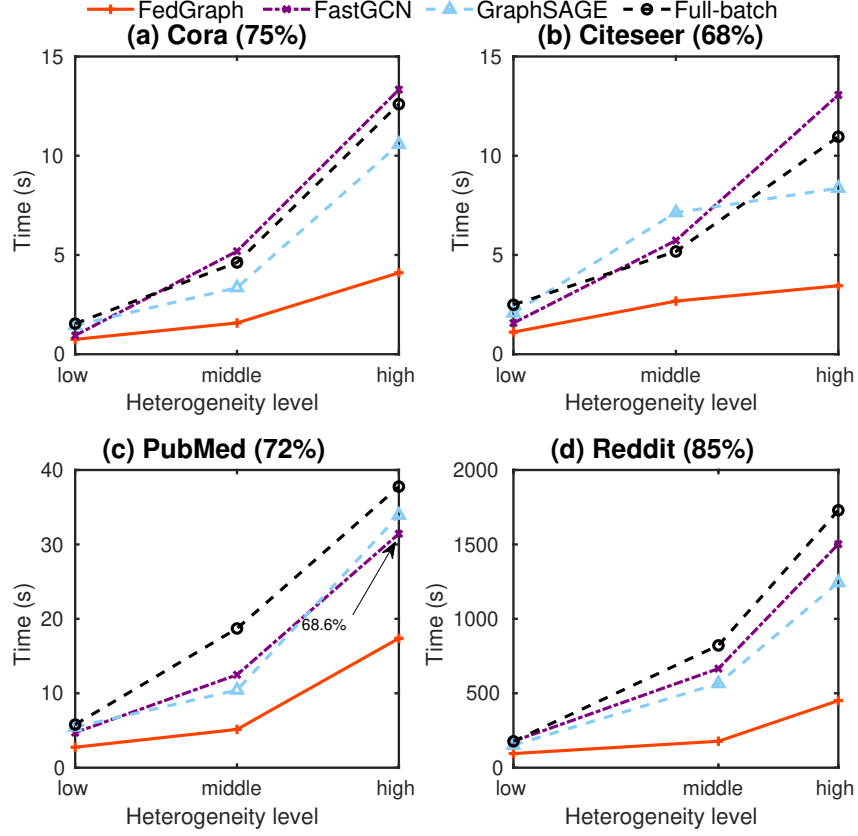 FedGraph FastGCN GraphSAGE Full-batch
(a) Cora (75%)
15
10
5
0
Time (s)
low middle high
Heterogeneity level
(b) Citeseer (68%)
15
10
5
0
Time (s)
low middle high
Heterogeneity level
(c) PubMed (72%)
40
30
20
10
0
Time (s)
68.6%
low middle high
Heterogeneity level
(d) Reddit (85%)
2000
1500
1000
500
0
Time (s)
low middle high
Heterogeneity level